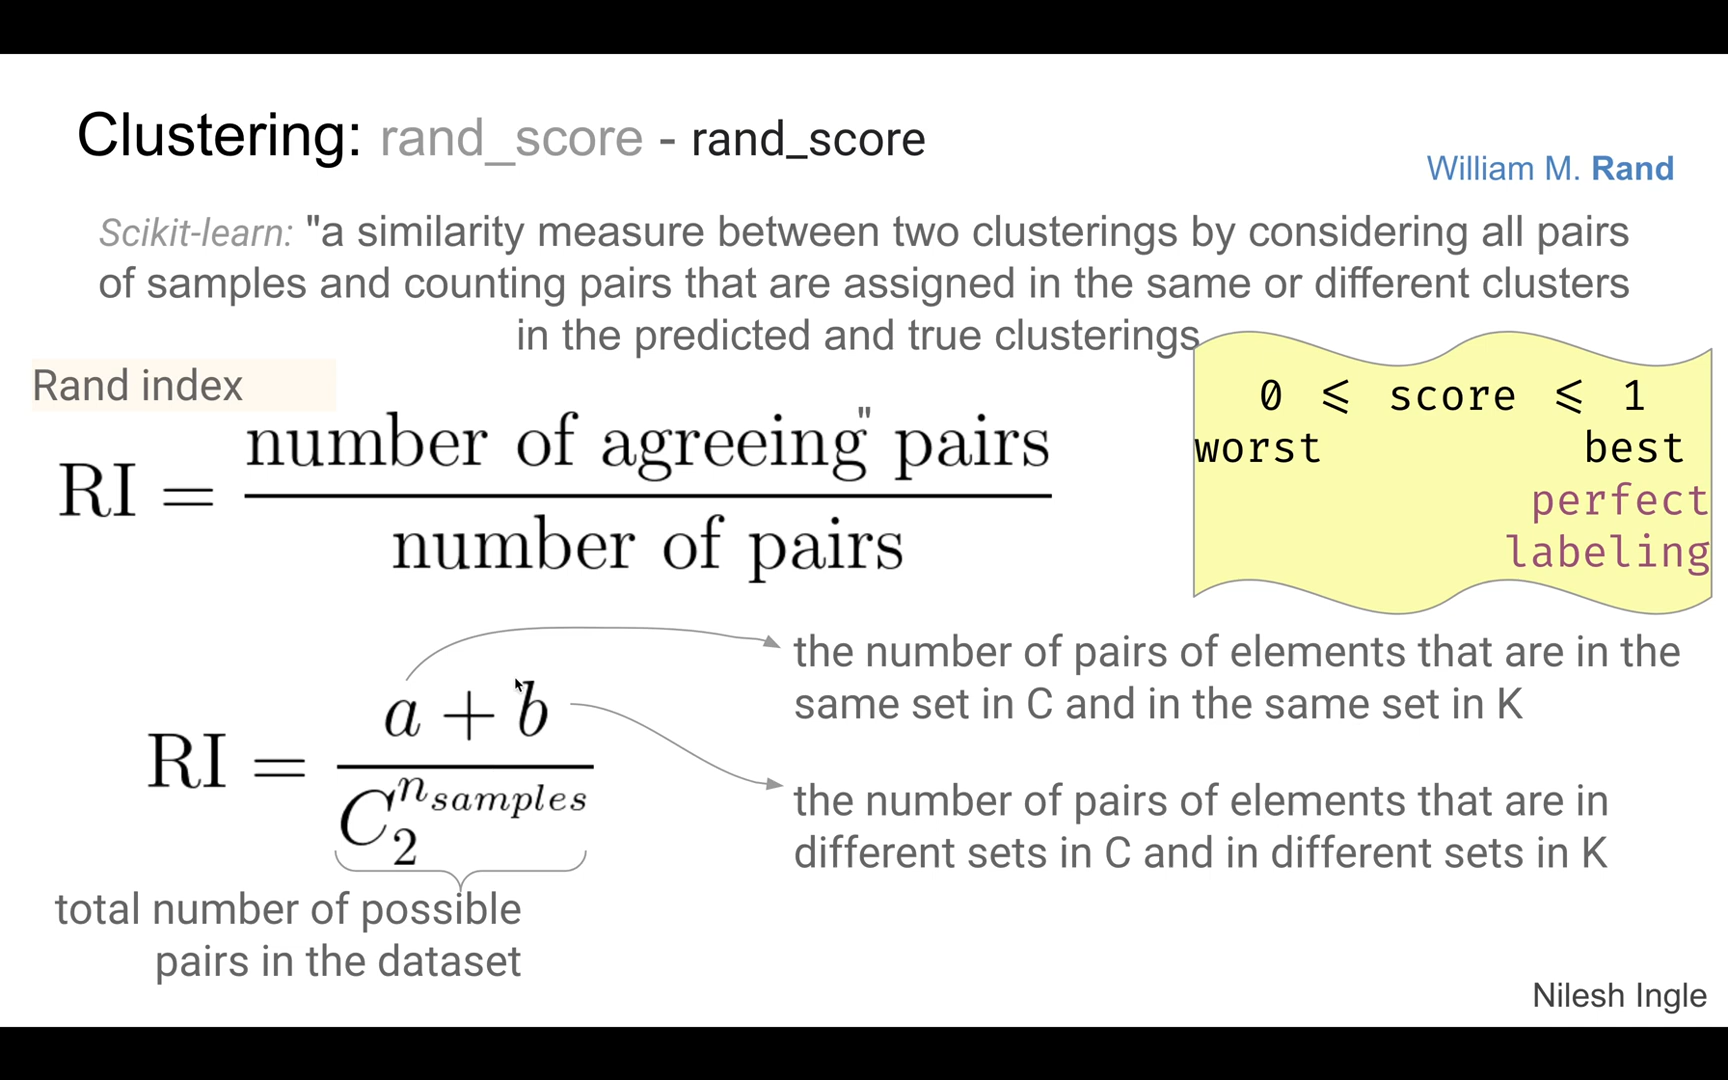 Clustering: rand_score - rand_score
William M. Rand
Scikit-learn: "a similarity measure between two clusterings by considering all pairs
of samples and counting pairs that are assigned in the same or different clusters
in the predicted and true clusterings
"
Rand index
RI = number of agreeing pairs / number of pairs
0 ⩽ score ⩽ 1
worst best
perfect
labeling
RI = a + b / C_2^{n_{samples}}
the number of pairs of elements that are in the
same set in C and in the same set in K
the number of pairs of elements that are in
different sets in C and in different sets in K
total number of possible
pairs in the dataset
Nilesh Ingle